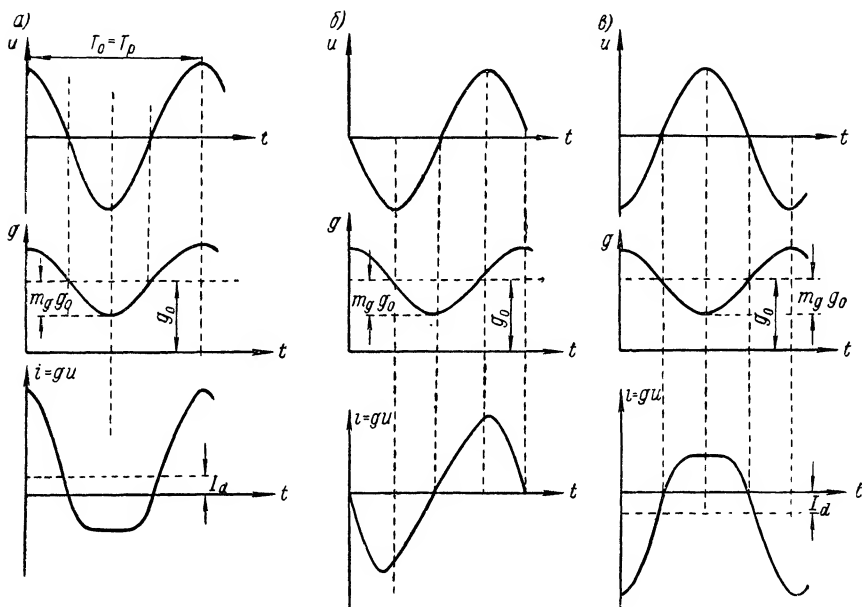 а)
u
T₀ = Tₚ
t
g
m_g g₀
g₀
t
i=gu
I_d
t
б)
u
t
g
m_g g₀
g₀
t
ı=gu
t
в)
u
t
g
g₀
m_g g₀
t
ı=gu
I_d
t